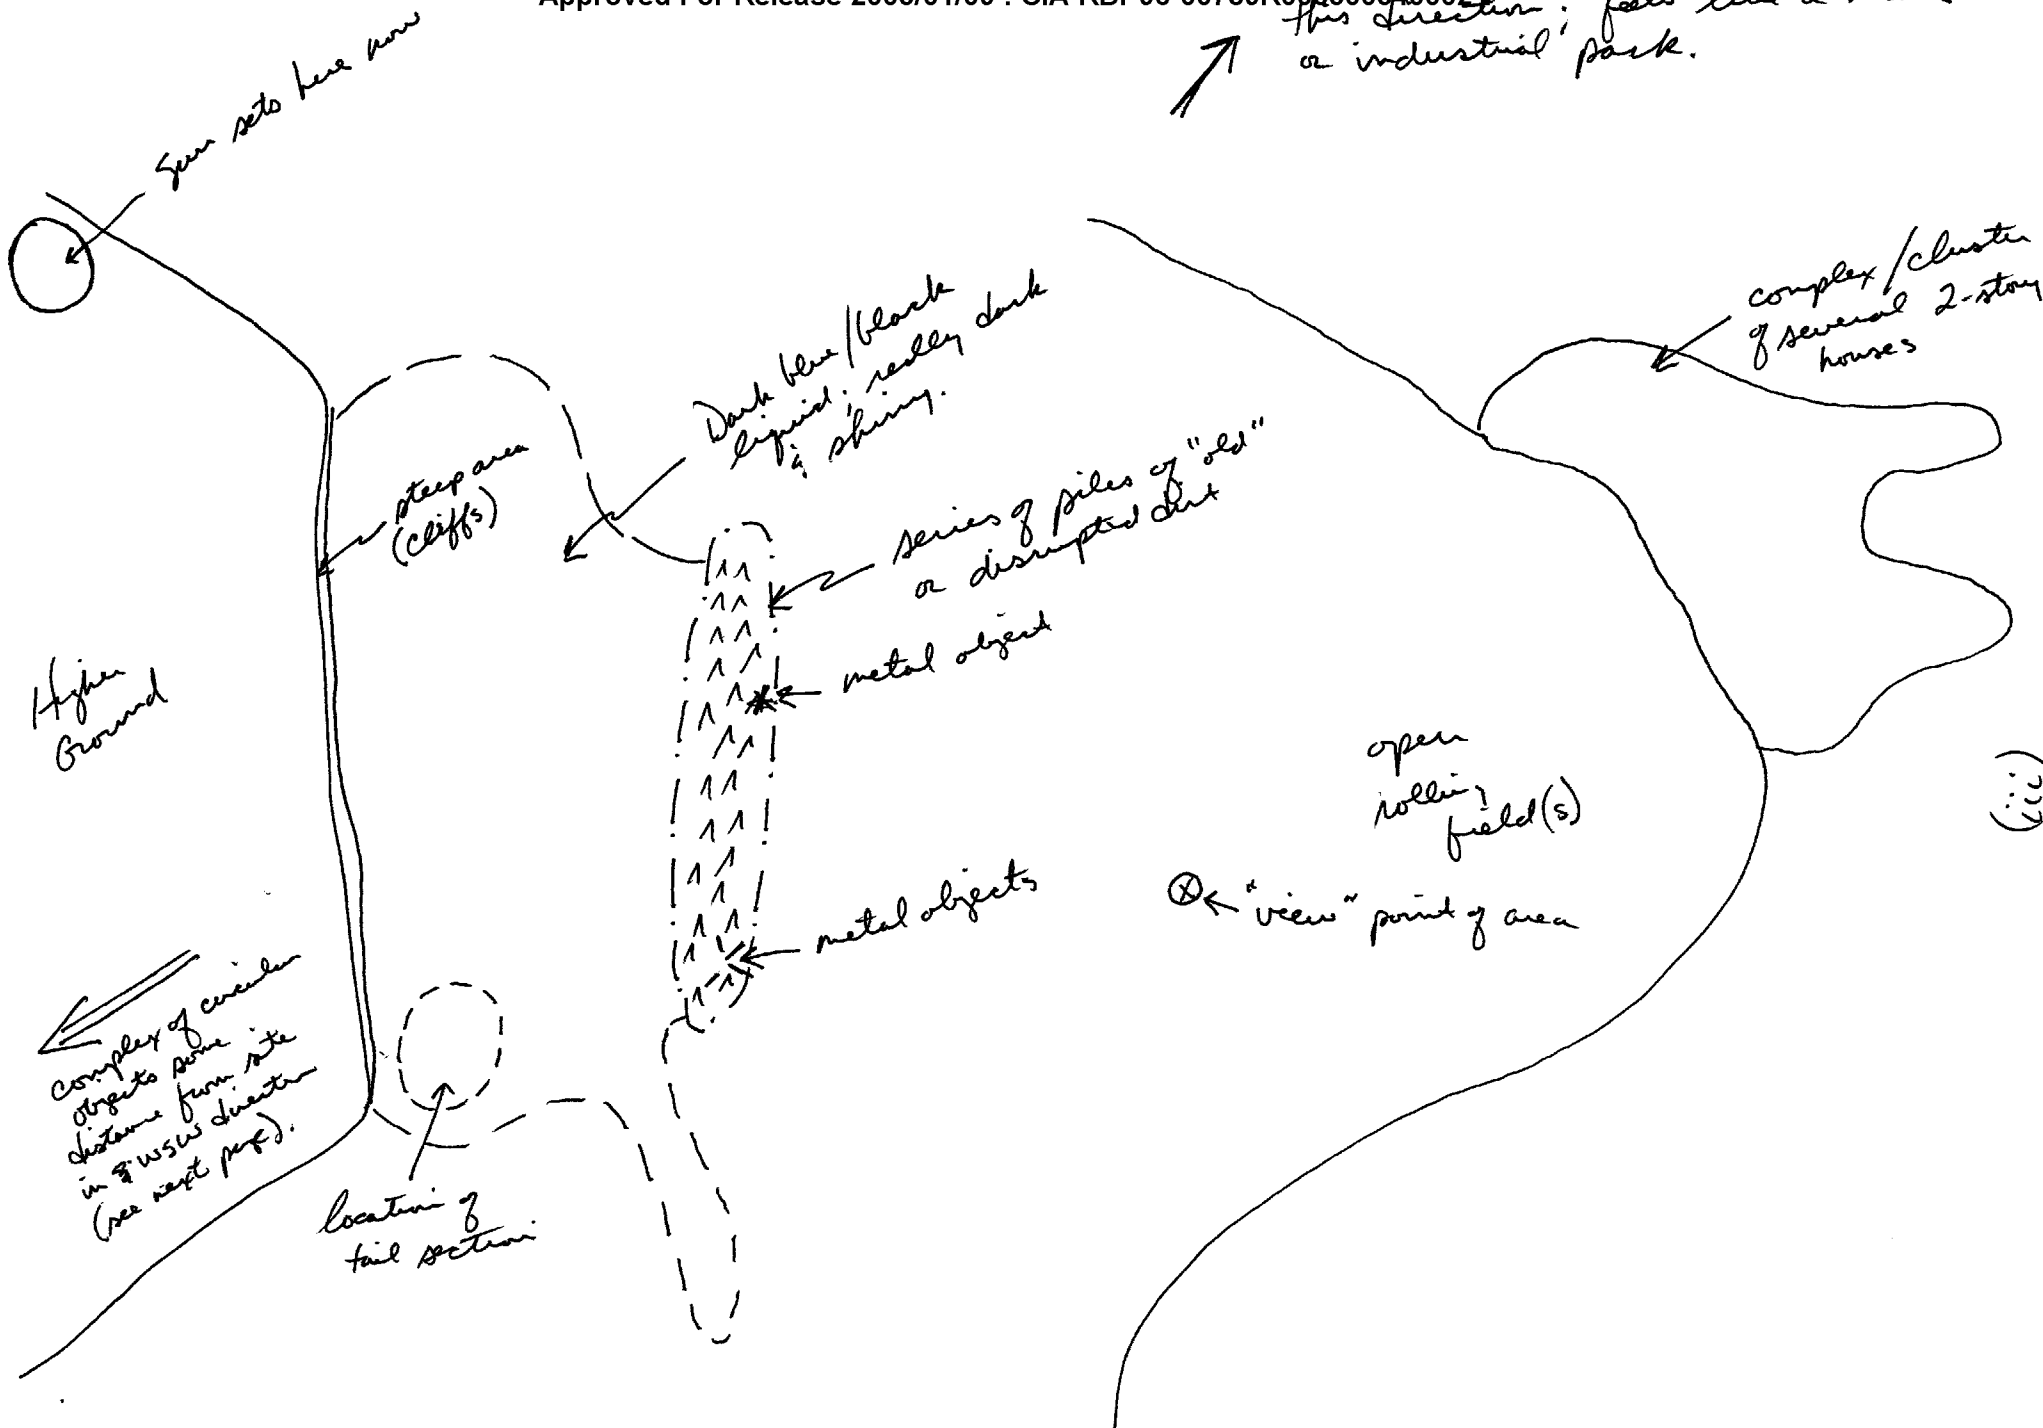 Approved For Release
this direction; feels like a
or industrial park.
Sun sets here now
complex/cluster
of several 2-story
houses
Dark blue/black
liquid; really dark
& shiny.
steep area
(cliffs)
series of piles of "old"
or disrupted dirt
metal object
Higher
Ground
open
rolling
field(s)
(iii)
"view" point of area
metal objects
complex of circular
objects some
distance from site
in WSW direction
(see next page).
location of
tail section